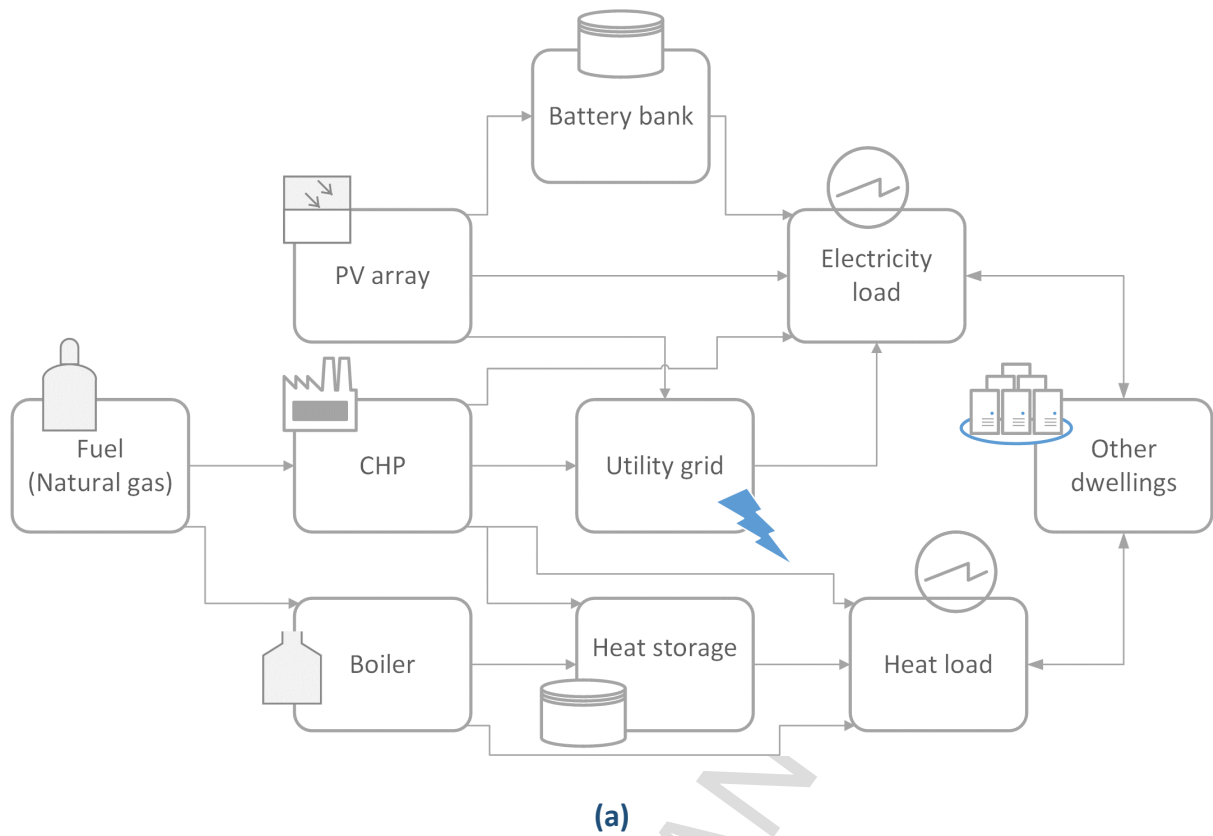 Battery bank
PV array
Electricity
load
Fuel
(Natural gas)
CHP
Utility grid
Other
dwellings
Boiler
Heat storage
Heat load
(a)